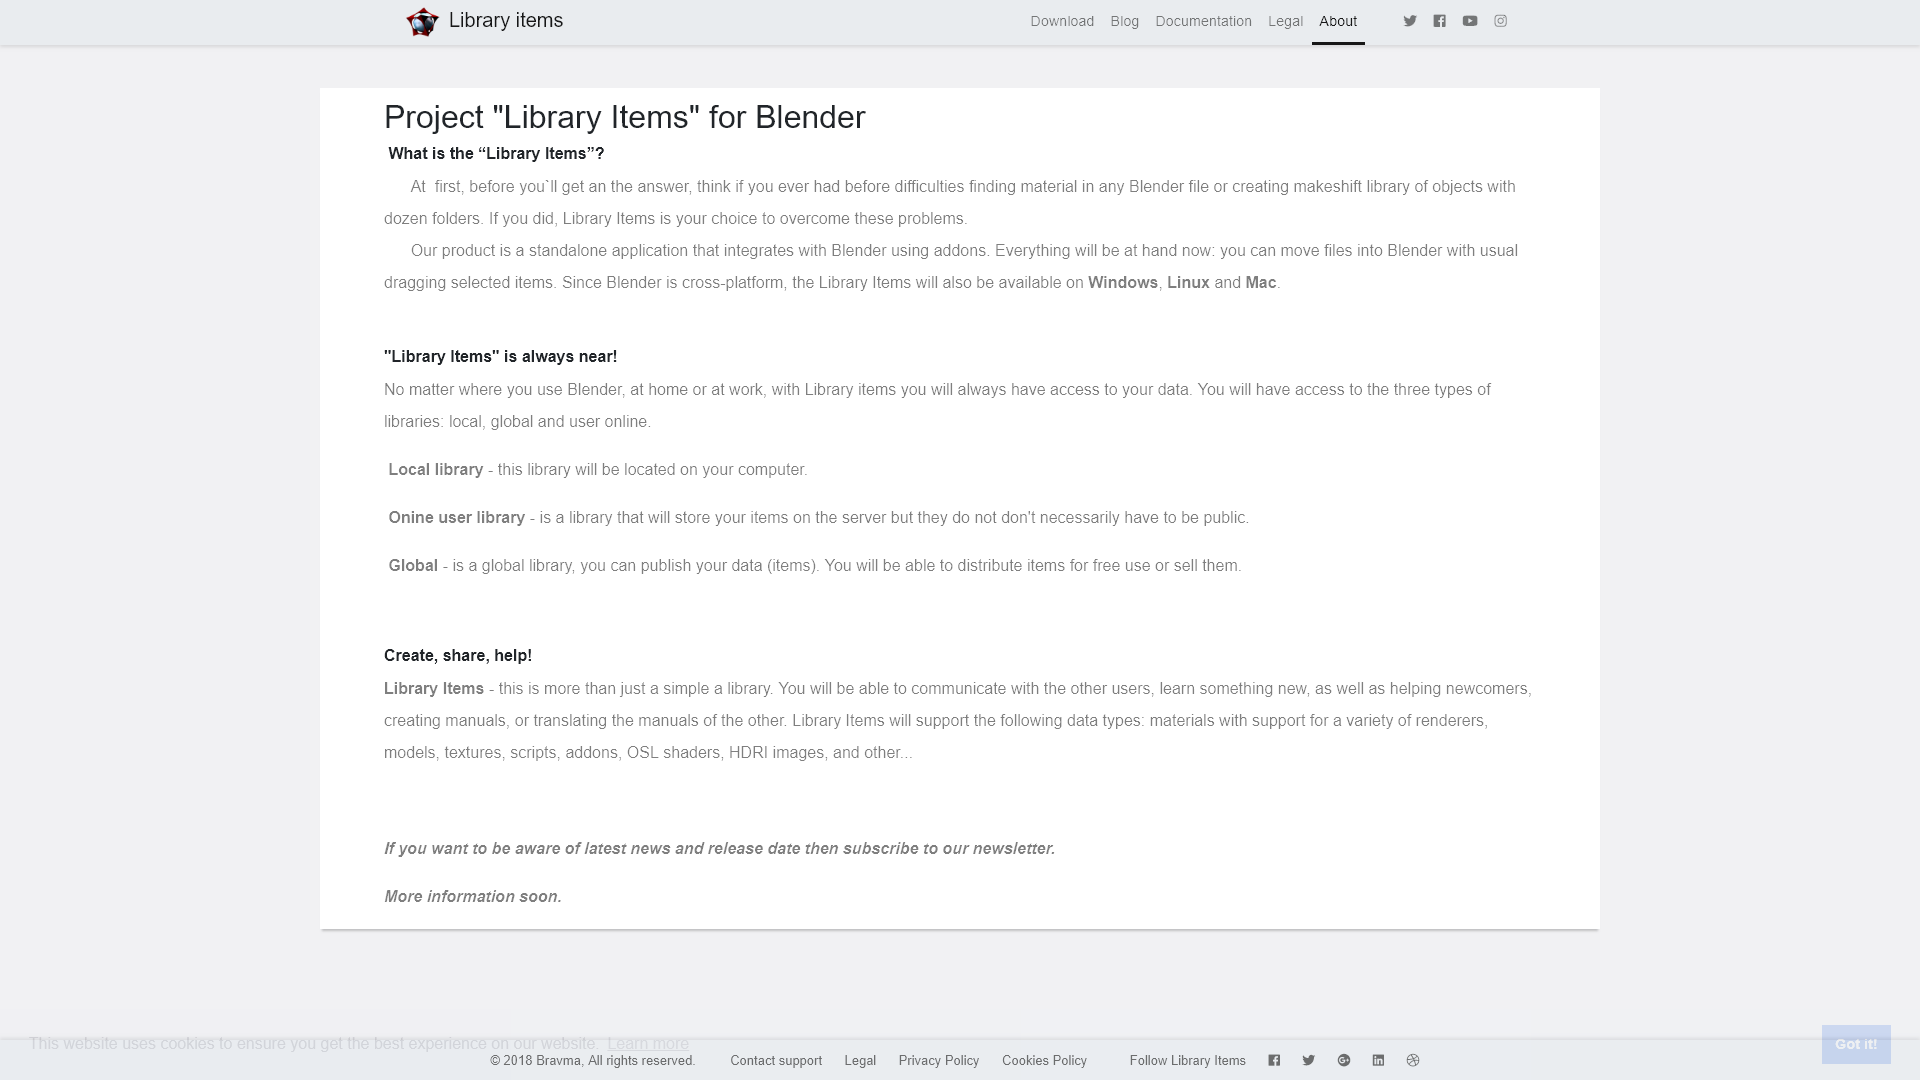 Library items
Download Blog Documentation Legal About
Project "Library Items" for Blender
What is the “Library Items”?
At first, before you`ll get an the answer, think if you ever had before difficulties finding material in any Blender file or creating makeshift library of objects with
dozen folders. If you did, Library Items is your choice to overcome these problems.
Our product is a standalone application that integrates with Blender using addons. Everything will be at hand now: you can move files into Blender with usual
dragging selected items. Since Blender is cross-platform, the Library Items will also be available on Windows, Linux and Mac.
"Library Items" is always near!
No matter where you use Blender, at home or at work, with Library items you will always have access to your data. You will have access to the three types of
libraries: local, global and user online.
Local library - this library will be located on your computer.
Onine user library - is a library that will store your items on the server but they do not don't necessarily have to be public.
Global - is a global library, you can publish your data (items). You will be able to distribute items for free use or sell them.
Create, share, help!
Library Items - this is more than just a simple a library. You will be able to communicate with the other users, learn something new, as well as helping newcomers,
creating manuals, or translating the manuals of the other. Library Items will support the following data types: materials with support for a variety of renderers,
models, textures, scripts, addons, OSL shaders, HDRI images, and other...
If you want to be aware of latest news and release date then subscribe to our newsletter.
More information soon.
This website uses cookies to ensure you get the best experience on our website. Learn more
Got it!
© 2018 Bravma, All rights reserved. Contact support Legal Privacy Policy Cookies Policy Follow Library Items